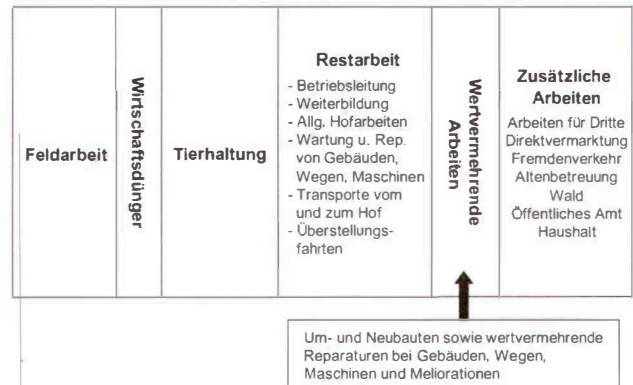 Feldarbeit
Wirtschaftsdünger
Tierhaltung
Restarbeit
- Betriebsleitung
- Weiterbildung
- Allg. Hofarbeiten
- Wartung u. Rep.
von Gebäuden,
Wegen, Maschinen
- Transporte vom
und zum Hof
- Überstellungs-
fahrten
Wertvermehrende
Arbeiten
Zusätzliche
Arbeiten
Arbeiten für Dritte
Direktvermarktung
Fremdenverkehr
Altenbetreuung
Wald
Öffentliches Amt
Haushalt
Um- und Neubauten sowie wertvermehrende
Reparaturen bei Gebäuden, Wegen,
Maschinen und Meliorationen